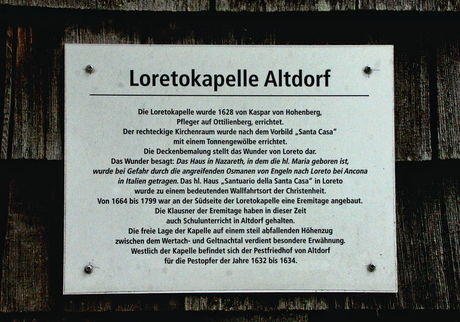 Loretokapelle Altdorf
Die Loretokapelle wurde 1628 von Kaspar von Hohenberg,
Pfleger auf Ottilienberg, errichtet.
Der rechteckige Kirchenraum wurde nach dem Vorbild „Santa Casa“
mit einem Tonnengewölbe errichtet.
Die Deckenbemalung stellt das Wunder von Loreto dar.
Das Wunder besagt: Das Haus in Nazareth, in dem die hl. Maria geboren ist,
wurde bei Gefahr durch die angreifenden Osmanen von Engeln nach Loreto bei Ancona
in Italien getragen. Das hl. Haus „Santuario della Santa Casa“ in Loreto
wurde zu einem bedeutenden Wallfahrtsort der Christenheit.
Von 1664 bis 1799 war an der Südseite der Loretokapelle eine Eremitage angebaut.
Die Klausner der Eremitage haben in dieser Zeit
auch Schulunterricht in Altdorf gehalten.
Die freie Lage der Kapelle auf einem steil abfallenden Höhenzug
zwischen dem Wertach- und Geltnachtal verdient besondere Erwähnung.
Westlich der Kapelle befindet sich der Pestfriedhof von Altdorf
für die Pestopfer der Jahre 1632 bis 1634.